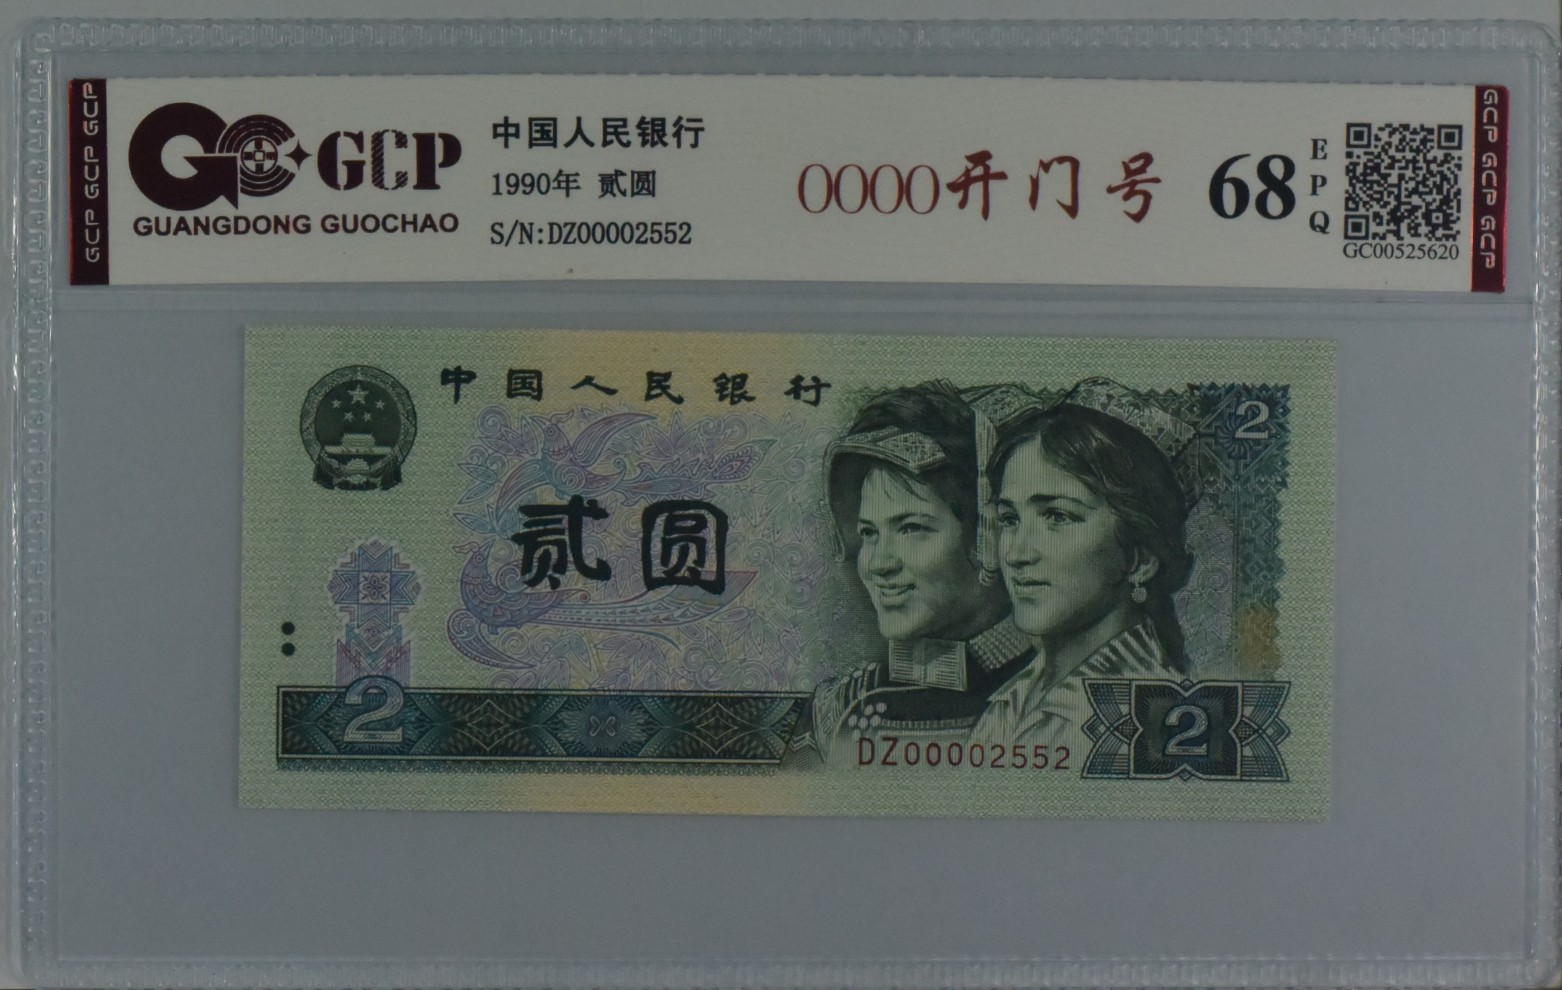 GCP
GUANGDONG GUOCHAO
中国人民银行
1990年 贰圆
S/N:DZ00002552
0000开门号
68
EPQ
GC00525620
GCP GCP GCP
GCP GCP GCP
中国人民银行
2
贰圆
2
DZ00002552
2